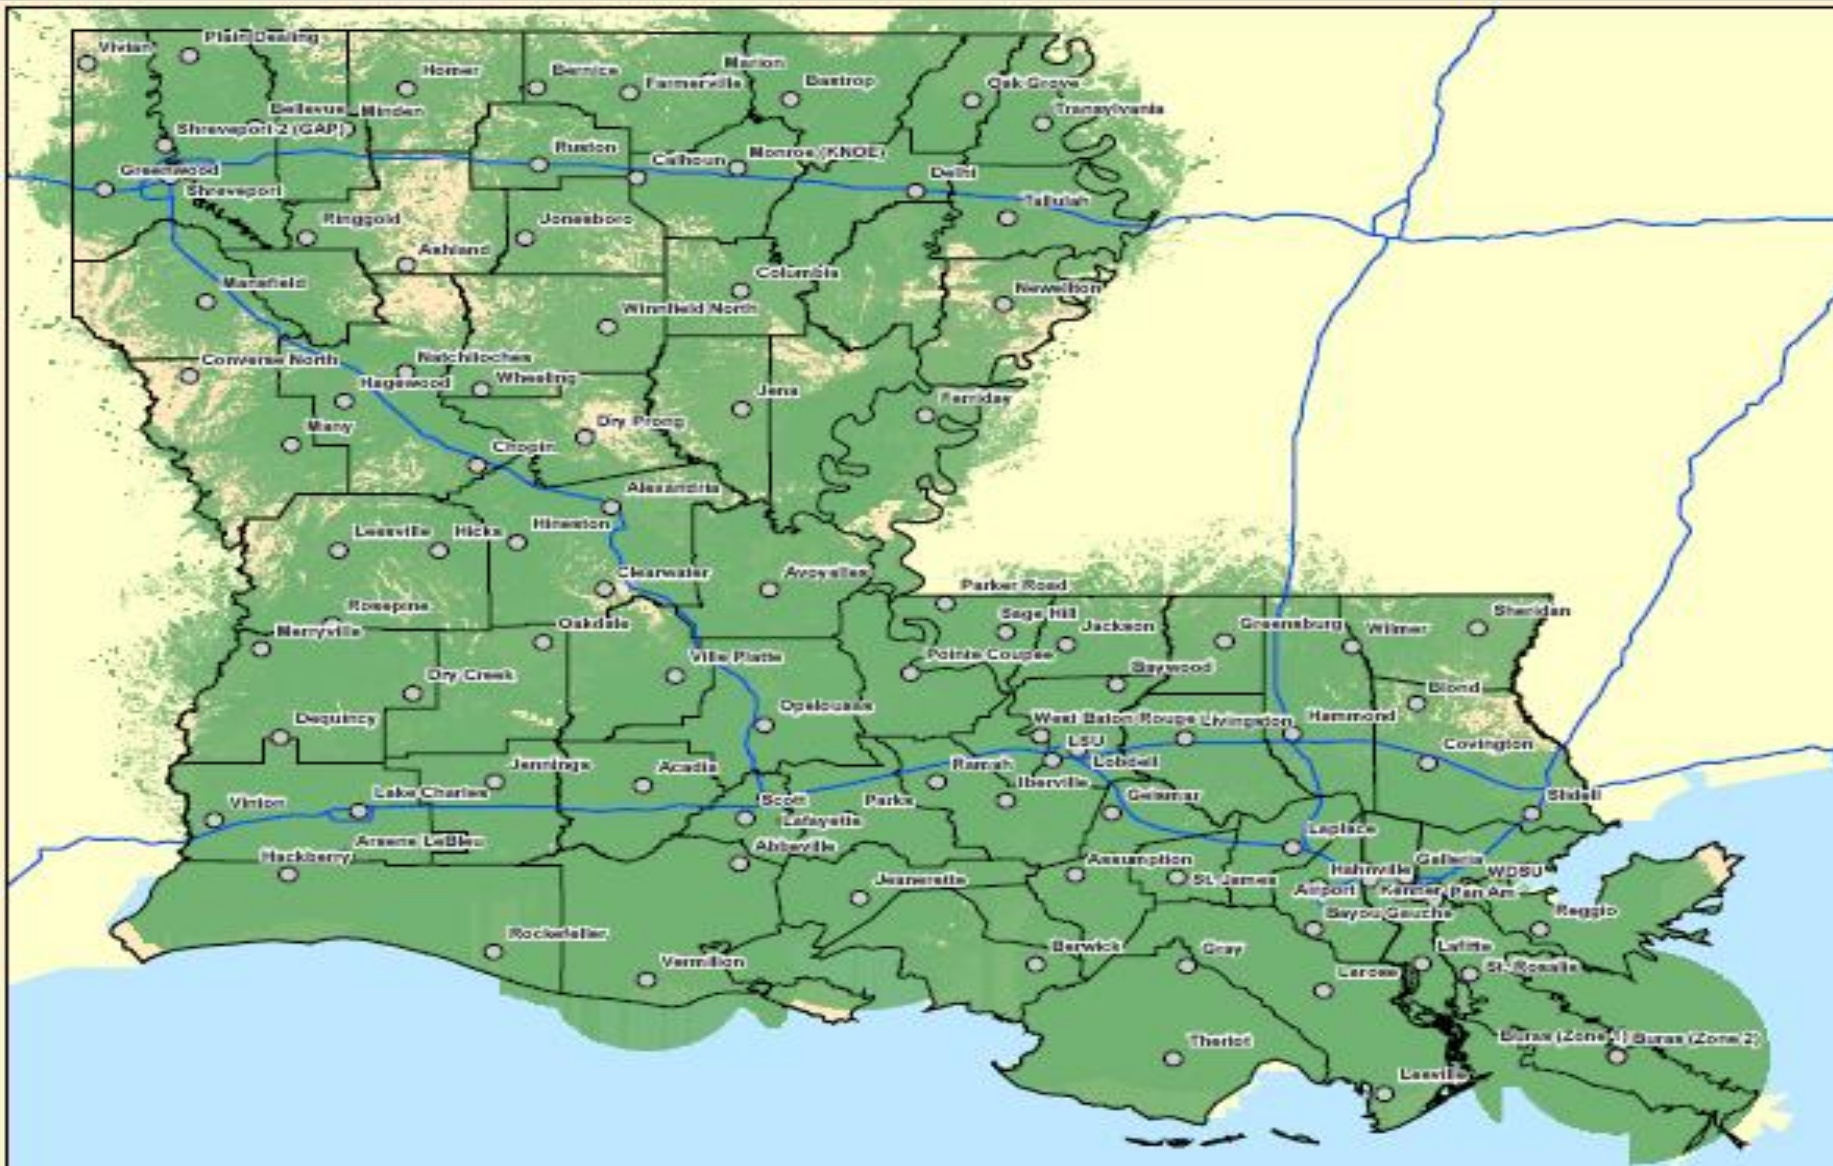 Vivian
Plain Dealing
Homer
Bernice
Farmerville
Marion
Bastrop
Oak Grove
Transylvania
Bellevue
Minden
Shreveport 2 (GAP)
Ruston
Calhoun
Monroe (KNOE)
Delhi
Greenwood
Shreveport
Tallulah
Ringgold
Jonesboro
Ashland
Columbia
Mansfield
Newellton
Winnfield North
Converse North
Natchitoches
Hagewood
Wheeling
Jena
Ferriday
Many
Dry Prong
Chopin
Alexandria
Leesville
Hicks
Hineston
Clearwater
Avoyelles
Parker Road
Rosepine
Sage Hill
Sheridan
Merryville
Oakdale
Jackson
Greensburg
Wilmer
Ville Platte
Pointe Coupee
Baywood
Dry Creek
Blond
Dequincy
Opelousas
West Baton Rouge
Livingston
Hammond
LSU
Covington
Lobdell
Jennings
Acadia
Ramah
Iberville
Vinton
Lake Charles
Scott
Parks
Geismar
Slidell
Lafayette
Laplace
Arsene LeBleu
Abbeville
Hackberry
Assumption
Galleria
Hahnville
WDSU
Jeanerette
St. James
Airport
Kenner
Pan Am
Bayou Gauche
Reggio
Rockefeller
Berwick
Gray
Lafitte
Vermilion
Larose
St. Rosalie
Theriot
Buras (Zone 1)
Buras (Zone 2)
Leeville